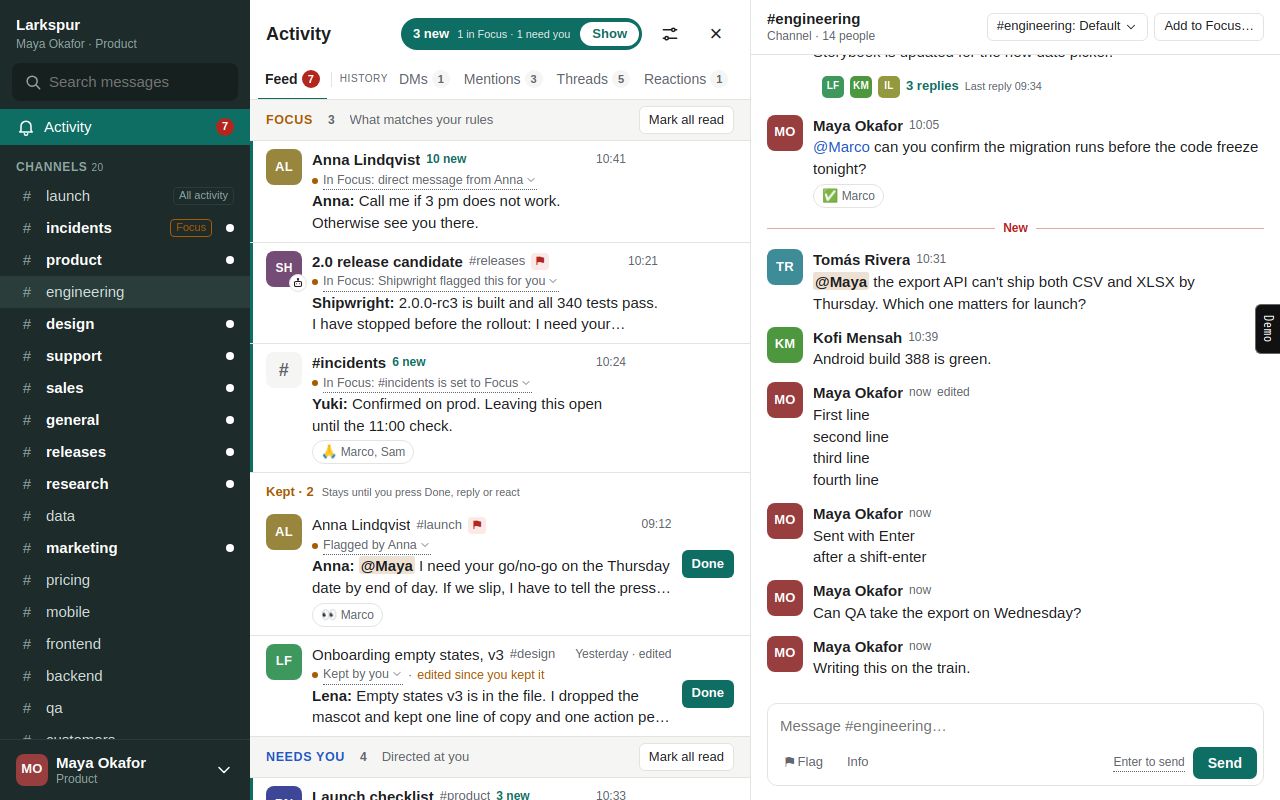 Larkspur
Maya Okafor · Product
Search messages
Activity 7
CHANNELS 20
# launch All activity
# incidents Focus
# product
# engineering
# design
# support
# sales
# general
# releases
# research
# data
# marketing
# pricing
# mobile
# frontend
# backend
# qa
# customers
MO Maya Okafor
Product
Activity
3 new 1 in Focus · 1 need you Show
Feed 7 HISTORY DMs 1 Mentions 3 Threads 5 Reactions 1
FOCUS 3 What matches your rules Mark all read
AL Anna Lindqvist 10 new 10:41
In Focus: direct message from Anna
Anna: Call me if 3 pm does not work.
Otherwise see you there.
SH 2.0 release candidate #releases 10:21
In Focus: Shipwright flagged this for you
Shipwright: 2.0.0-rc3 is built and all 340 tests pass.
I have stopped before the rollout: I need your…
# #incidents 6 new 10:24
In Focus: #incidents is set to Focus
Yuki: Confirmed on prod. Leaving this open
until the 11:00 check.
🙏 Marco, Sam
Kept · 2 Stays until you press Done, reply or react
AL Anna Lindqvist #launch 09:12
Flagged by Anna
Anna: @Maya I need your go/no-go on the Thursday
date by end of day. If we slip, I have to tell the press…
Done
👀 Marco
LF Onboarding empty states, v3 #design Yesterday · edited
Kept by you · edited since you kept it
Lena: Empty states v3 is in the file. I dropped the
mascot and kept one line of copy and one action pe…
Done
NEEDS YOU 4 Directed at you Mark all read
Launch checklist #product 3 new 10:33
#engineering
Channel · 14 people
#engineering: Default
Add to Focus…
Storybook is updated for the new date picker.
LF KM IL 3 replies Last reply 09:34
MO Maya Okafor 10:05
@Marco can you confirm the migration runs before the code freeze
tonight?
✅ Marco
New
TR Tomás Rivera 10:31
@Maya the export API can't ship both CSV and XLSX by
Thursday. Which one matters for launch?
KM Kofi Mensah 10:39
Android build 388 is green.
MO Maya Okafor now edited
First line
second line
third line
fourth line
MO Maya Okafor now
Sent with Enter
after a shift-enter
MO Maya Okafor now
Can QA take the export on Wednesday?
MO Maya Okafor now
Writing this on the train.
Message #engineering…
Flag Info Enter to send Send
Demo